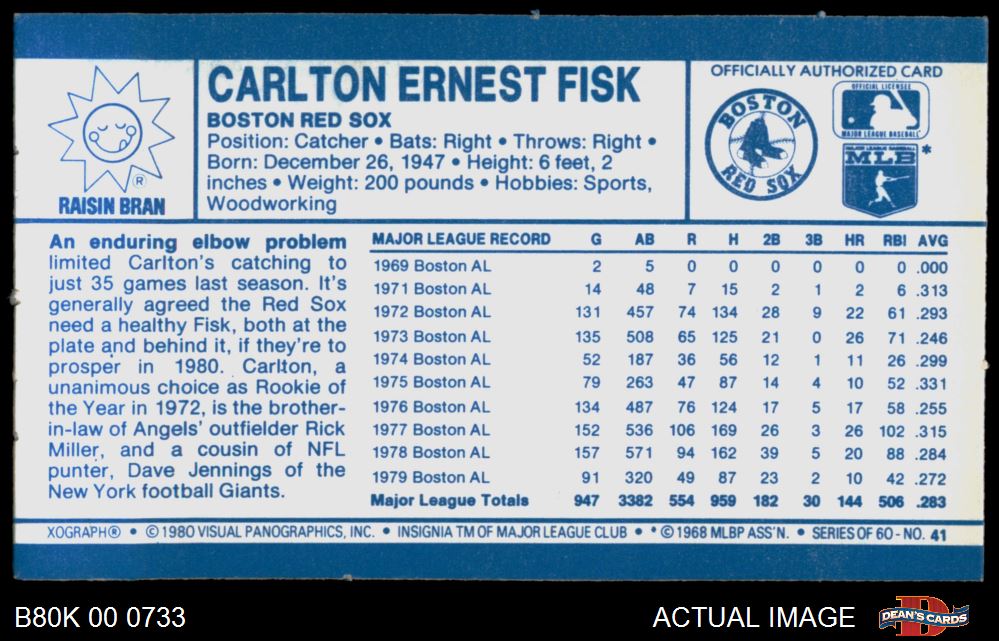 CARLTON ERNEST FISK
BOSTON RED SOX
Position: Catcher • Bats: Right • Throws: Right •
Born: December 26, 1947 • Height: 6 feet, 2
inches • Weight: 200 pounds • Hobbies: Sports,
Woodworking
®
RAISIN BRAN
OFFICIALLY AUTHORIZED CARD
BOSTON
RED SOX
OFFICIAL LICENSEE
MAJOR LEAGUE BASEBALL
MAJOR LEAGUE BASEBALL
MLB *
An enduring elbow problem
limited Carlton's catching to
just 35 games last season. It's
generally agreed the Red Sox
need a healthy Fisk, both at the
plate and behind it, if they're to
prosper in 1980. Carlton, a
unanimous choice as Rookie of
the Year in 1972, is the brother-
in-law of Angels' outfielder Rick
Miller, and a cousin of NFL
punter, Dave Jennings of the
New York football Giants.
MAJOR LEAGUE RECORD G AB R H 2B 3B HR RBI AVG
1969 Boston AL 2 5 0 0 0 0 0 0 .000
1971 Boston AL 14 48 7 15 2 1 2 6 .313
1972 Boston AL 131 457 74 134 28 9 22 61 .293
1973 Boston AL 135 508 65 125 21 0 26 71 .246
1974 Boston AL 52 187 36 56 12 1 11 26 .299
1975 Boston AL 79 263 47 87 14 4 10 52 .331
1976 Boston AL 134 487 76 124 17 5 17 58 .255
1977 Boston AL 152 536 106 169 26 3 26 102 .315
1978 Boston AL 157 571 94 162 39 5 20 88 .284
1979 Boston AL 91 320 49 87 23 2 10 42 .272
Major League Totals 947 3382 554 959 182 30 144 506 .283
XOGRAPH® • ©1980 VISUAL PANOGRAPHICS, INC. • INSIGNIA TM OF MAJOR LEAGUE CLUB • * ©1968 MLBP ASS'N. • SERIES OF 60 - NO. 41
B80K 00 0733
ACTUAL IMAGE
DEAN'S CARDS